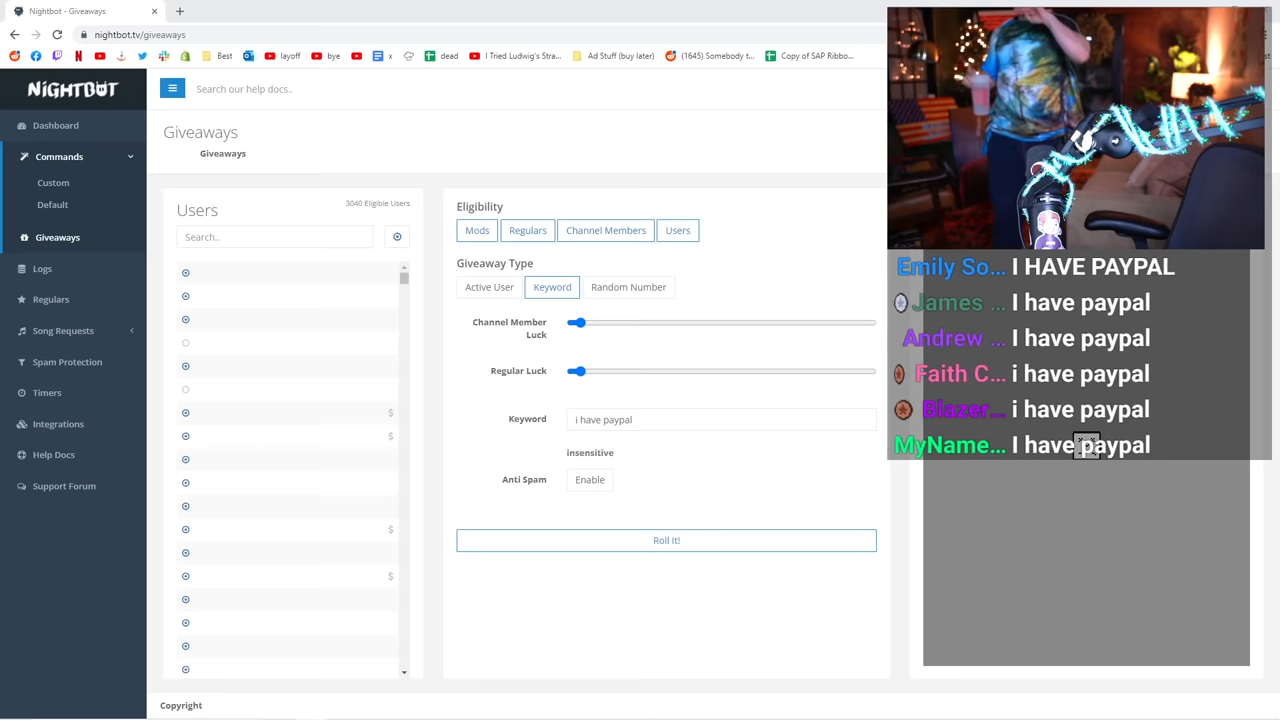 Nightbot - Giveaways
nightbot.tv/giveaways
Best
layoff
bye
x
dead
I Tried Ludwig's Stra...
Ad Stuff (buy later)
(1645) Somebody t...
Copy of SAP Ribbo...
NIGHTBOT
Search our help docs..
Dashboard
Commands
Custom
Default
Giveaways
Logs
Regulars
Song Requests
Spam Protection
Timers
Integrations
Help Docs
Support Forum
Giveaways
Giveaways
Users
3040 Eligible Users
Search..
$
$
$
$
Eligibility
Mods Regulars Channel Members Users
Giveaway Type
Active User Keyword Random Number
Channel Member
Luck
Regular Luck
Keyword i have paypal
insensitive
Anti Spam Enable
Roll It!
Emily So... I HAVE PAYPAL
James ... I have paypal
Andrew ... I have paypal
Faith C... i have paypal
Blazer... i have paypal
MyName... I have paypal
Copyright